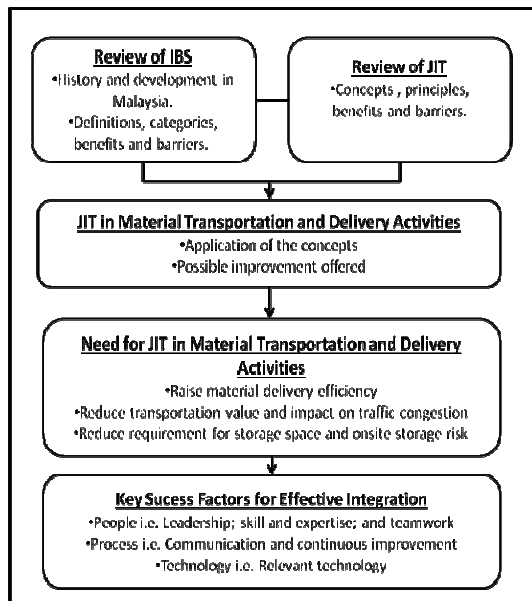 Review of IBS
•History and development in
Malaysia.
•Definitions, categories,
benefits and barriers.
Review of JIT
•Concepts , principles,
benefits and barriers.
JIT in Material Transportation and Delivery Activities
•Application of the concepts
•Possible improvement offered
Need for JIT in Material Transportation and Delivery
Activities
•Raise material delivery efficiency
•Reduce transportation value and impact on traffic congestion
•Reduce requirement for storage space and onsite storage risk
Key Sucess Factors for Effective Integration
•People i.e. Leadership; skill and expertise; and teamwork
•Process i.e. Communication and continuous improvement
•Technology i.e. Relevant technology